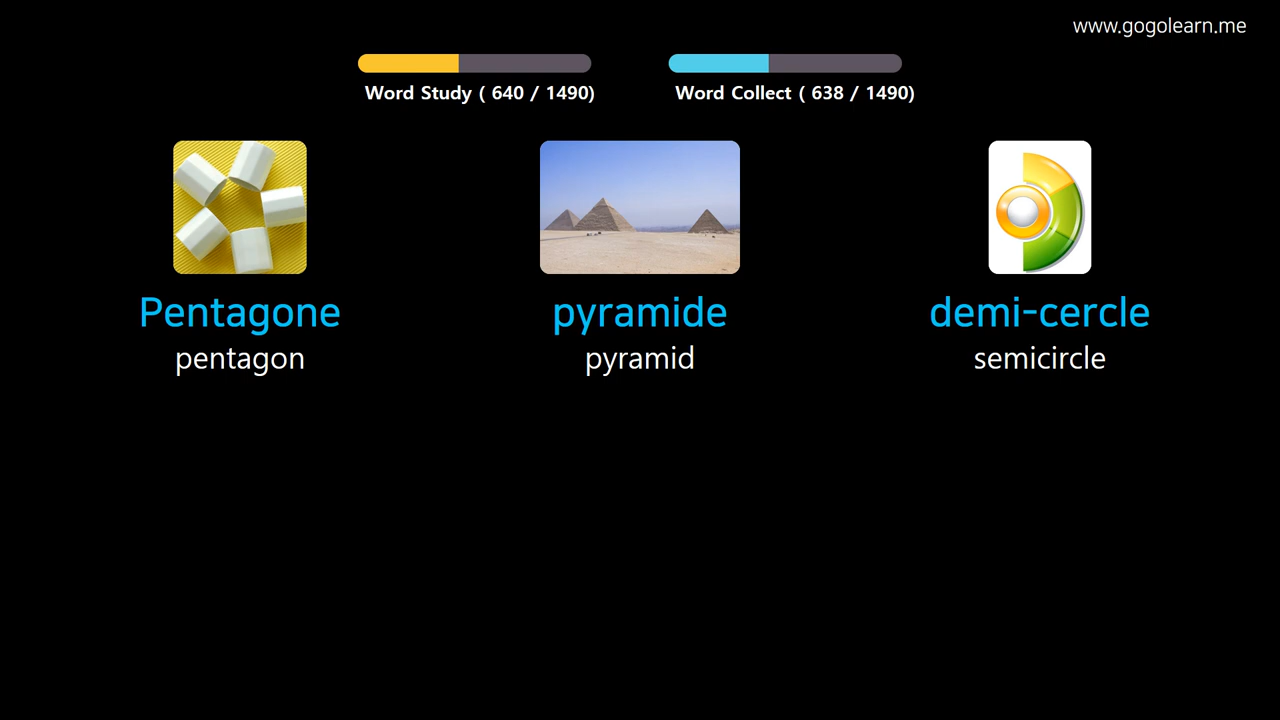 www.gogolearn.me
Word Study ( 640 / 1490)
Word Collect ( 638 / 1490)
Pentagone
pentagon
pyramide
pyramid
demi-cercle
semicircle